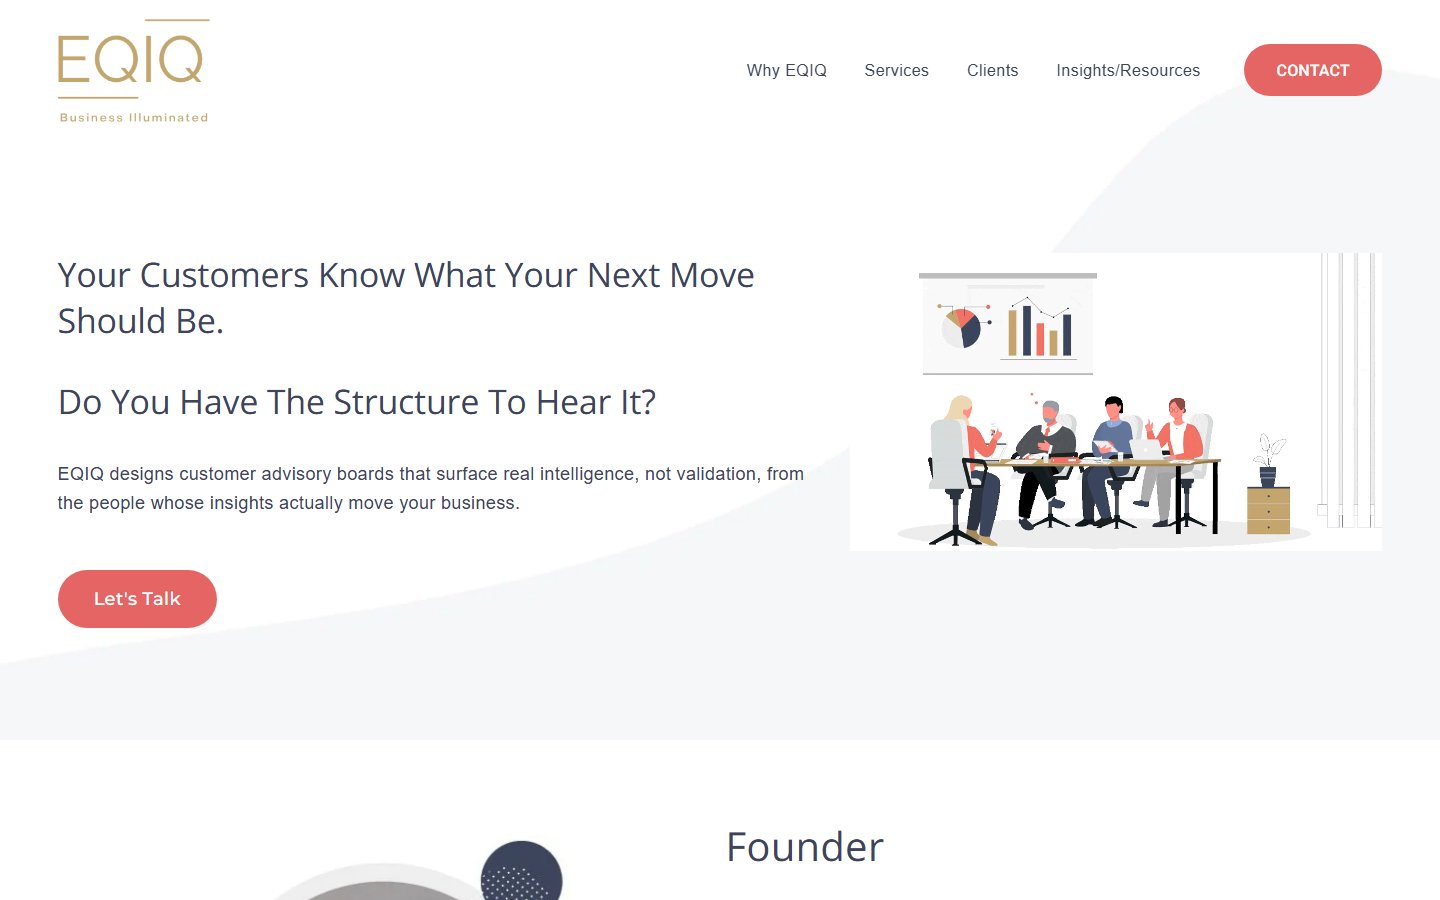 EQIQ
Business Illuminated
Why EQIQ
Services
Clients
Insights/Resources
CONTACT
Your Customers Know What Your Next Move
Should Be.
Do You Have The Structure To Hear It?
EQIQ designs customer advisory boards that surface real intelligence, not validation, from
the people whose insights actually move your business.
Let's Talk
Founder